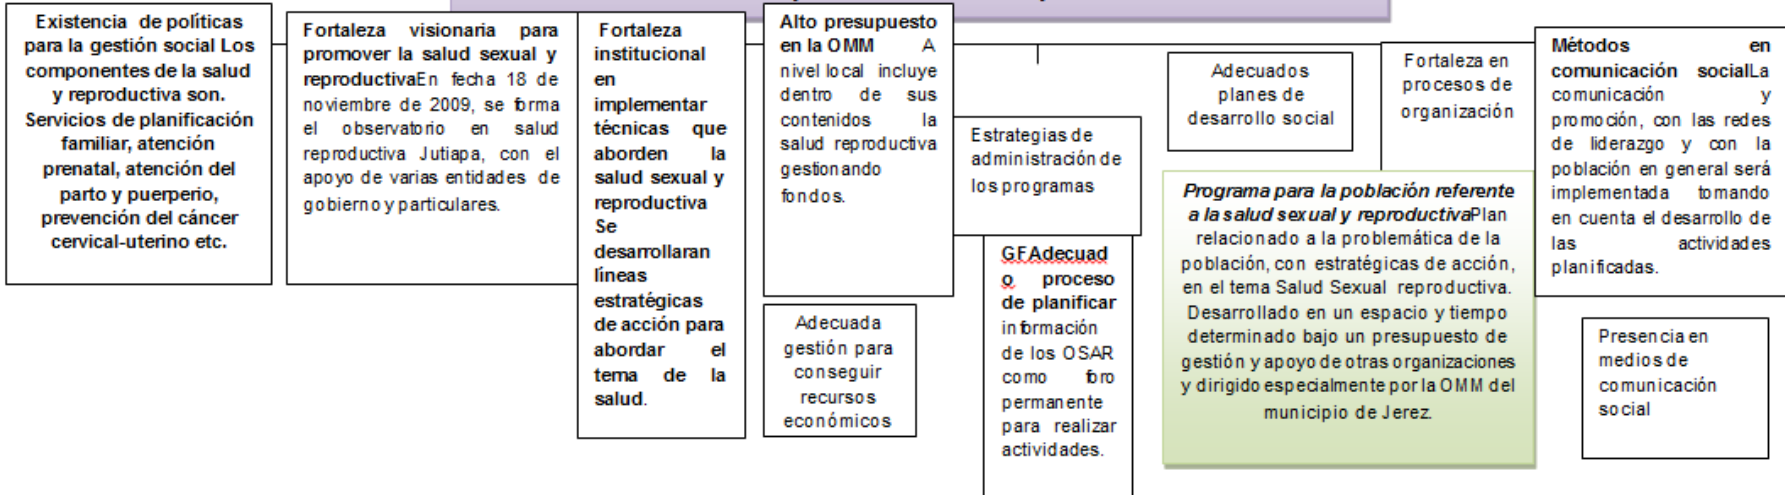 Existencia de políticas
para la gestión social Los
componentes de la salud
y reproductiva son.
Servicios de planificación
familiar, atención
prenatal, atención del
parto y puerperio,
prevención del cáncer
cervical-uterino etc.
Fortaleza visionaria para
promover la salud sexual y
reproductivaEn fecha 18 de
noviembre de 2009, se forma
el observatorio en salud
reproductiva Jutiapa, con el
apoyo de varias entidades de
gobierno y particulares.
Fortaleza
institucional
en
implementar
técnicas que
aborden la
salud sexual y
reproductiva
Se
desarrollaran
líneas
estratégicas
de acción para
abordar el
tema de la
salud.
Alto presupuesto
en la OMM A
nivel local incluye
dentro de sus
contenidos la
salud reproductiva
gestionando
fondos.
Adecuada
gestión para
conseguir
recursos
económicos
Estrategias de
administración de
los programas
GFAdecuad
o proceso
de planificar
información
de los OSAR
como foro
permanente
para realizar
actividades.
Adecuados
planes de
desarrollo social
Fortaleza en
procesos de
organización
Programa para la población referente
a la salud sexual y reproductivaPlan
relacionado a la problemática de la
población, con estratégicas de acción,
en el tema Salud Sexual reproductiva.
Desarrollado en un espacio y tiempo
determinado bajo un presupuesto de
gestión y apoyo de otras organizaciones
y dirigido especialmente por la OMM del
municipio de Jerez.
Métodos en
comunicación socialLa
comunicación y
promoción, con las redes
de liderazgo y con la
población en general será
implementada tomando
en cuenta el desarrollo de
las actividades
planificadas.
Presencia en
medios de
comunicación
social